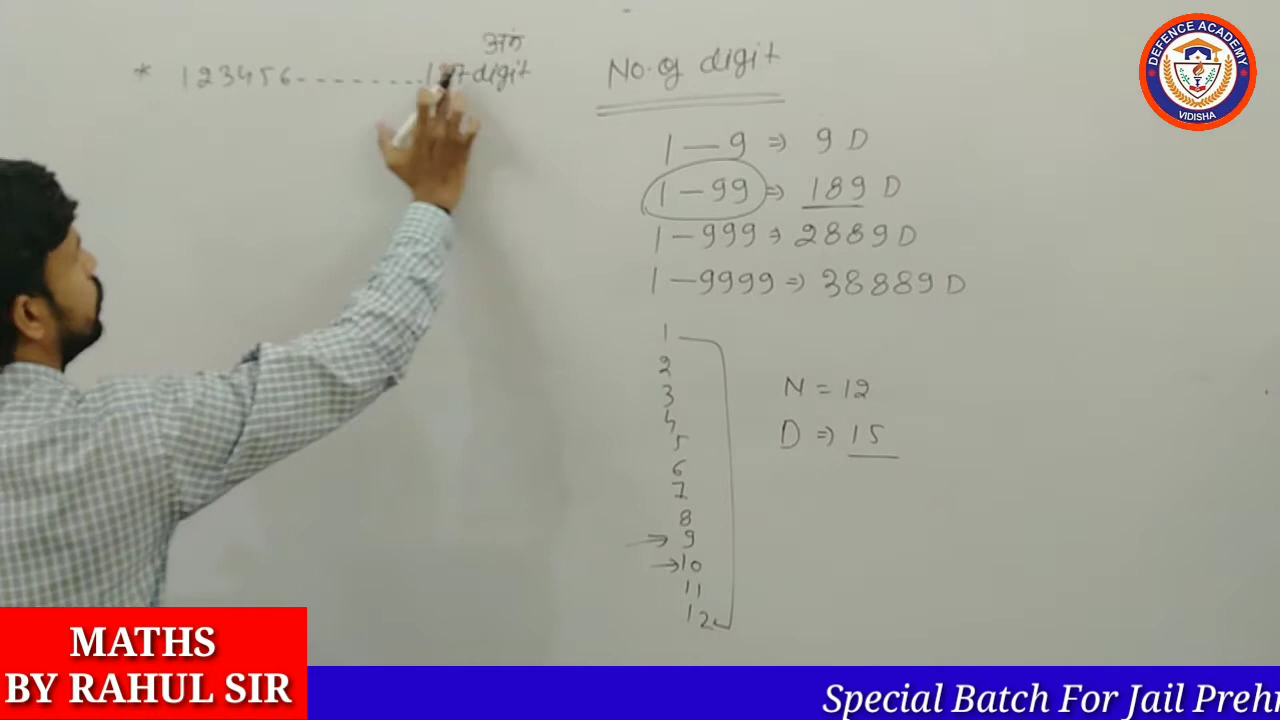 अंक
* 123456--------- digit
No. of digit
1 — 9 ⇒ 9 D
1 – 99 ⇒ 189 D
1 – 999 ⇒ 2889 D
1 – 9999 ⇒ 38889 D
1
2
3
4
5
6
7
8
→ 9
→ 10
11
12
N = 12
D ⇒ 15
DEFENCE ACADEMY
VIDISHA
MATHS
BY RAHUL SIR
Special Batch For Jail Prehr